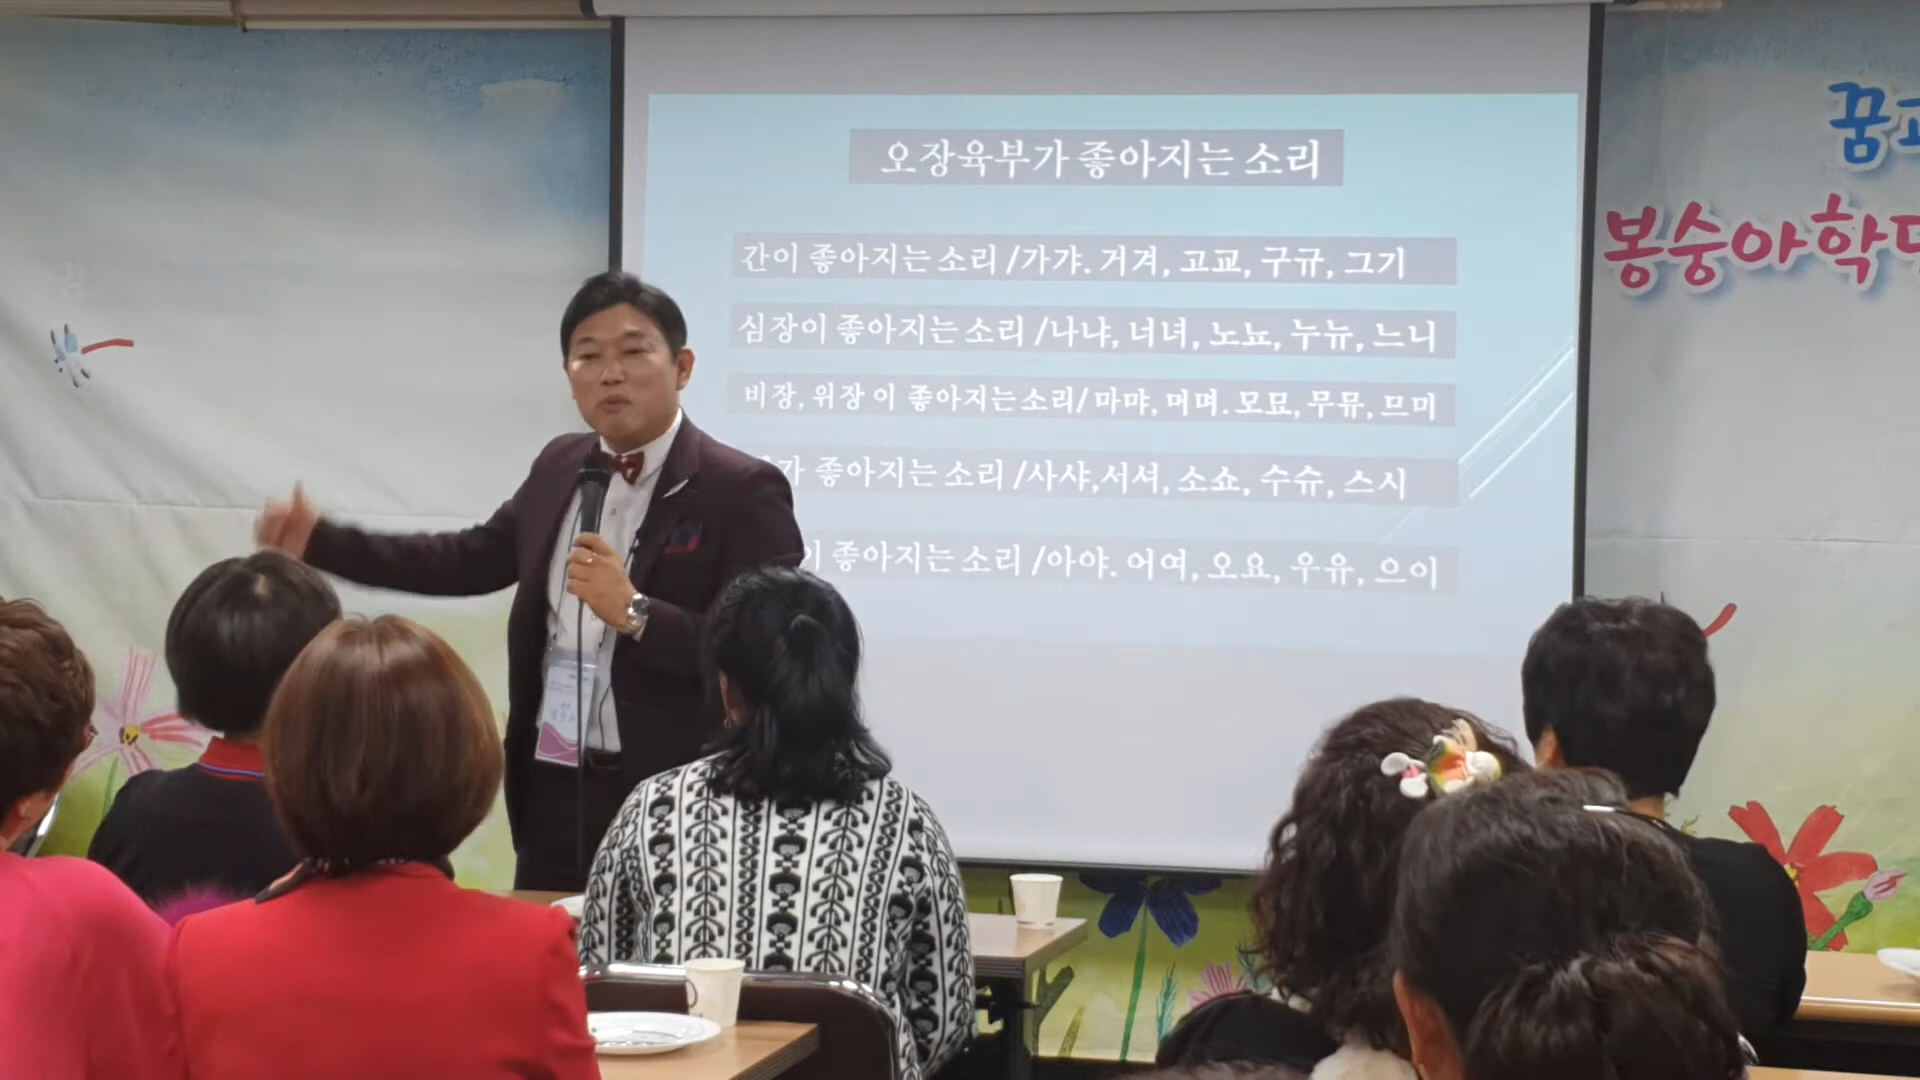 오장육부가 좋아지는 소리
간이 좋아지는 소리 /가갸. 거겨, 고교, 구규, 그기
심장이 좋아지는 소리 /나냐, 너녀, 노뇨, 누뉴, 느니
비장, 위장 이 좋아지는소리/ 마먀, 머며. 모묘, 무뮤, 므미
가 좋아지는 소리 /사샤,서셔, 소쇼, 수슈, 스시
이 좋아지는 소리 /아야. 어여, 오요, 우유, 으이
꿈
봉숭아학